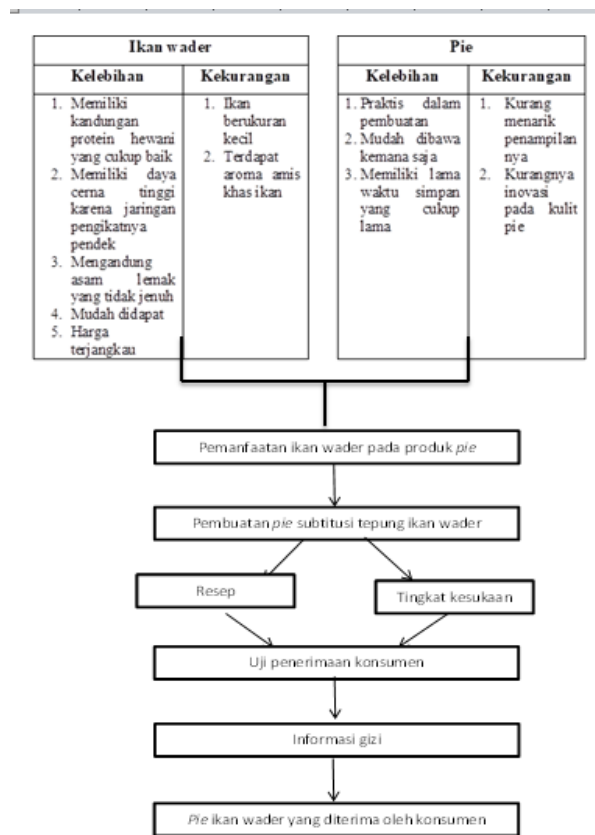 Ikan wader
Kelebihan
1. Memiliki
kandungan
protein hewani
yang cukup baik
2. Memiliki daya
cerna tinggi
karena jaringan
pengikatnya
pendek
3. Mengandung
asam lemak
yang tidak jenuh
4. Mudah didapat
5. Harga
terjangkau
Kekurangan
1. Ikan
berukuran
kecil
2. Terdapat
aroma amis
khas ikan
Pie
Kelebihan
1. Praktis dalam
pembuatan
2. Mudah dibawa
kemana saja
3. Memiliki lama
waktu simpan
yang cukup
lama
Kekurangan
1. Kurang
menarik
penampilan
nya
2. Kurangnya
inovasi
pada kulit
pie
Pemanfaatan ikan wader pada produk pie
Pembuatan pie subtitusi tepung ikan wader
Resep
Tingkat kesukaan
Uji penerimaan konsumen
Informasi gizi
Pie ikan wader yang diterima oleh konsumen